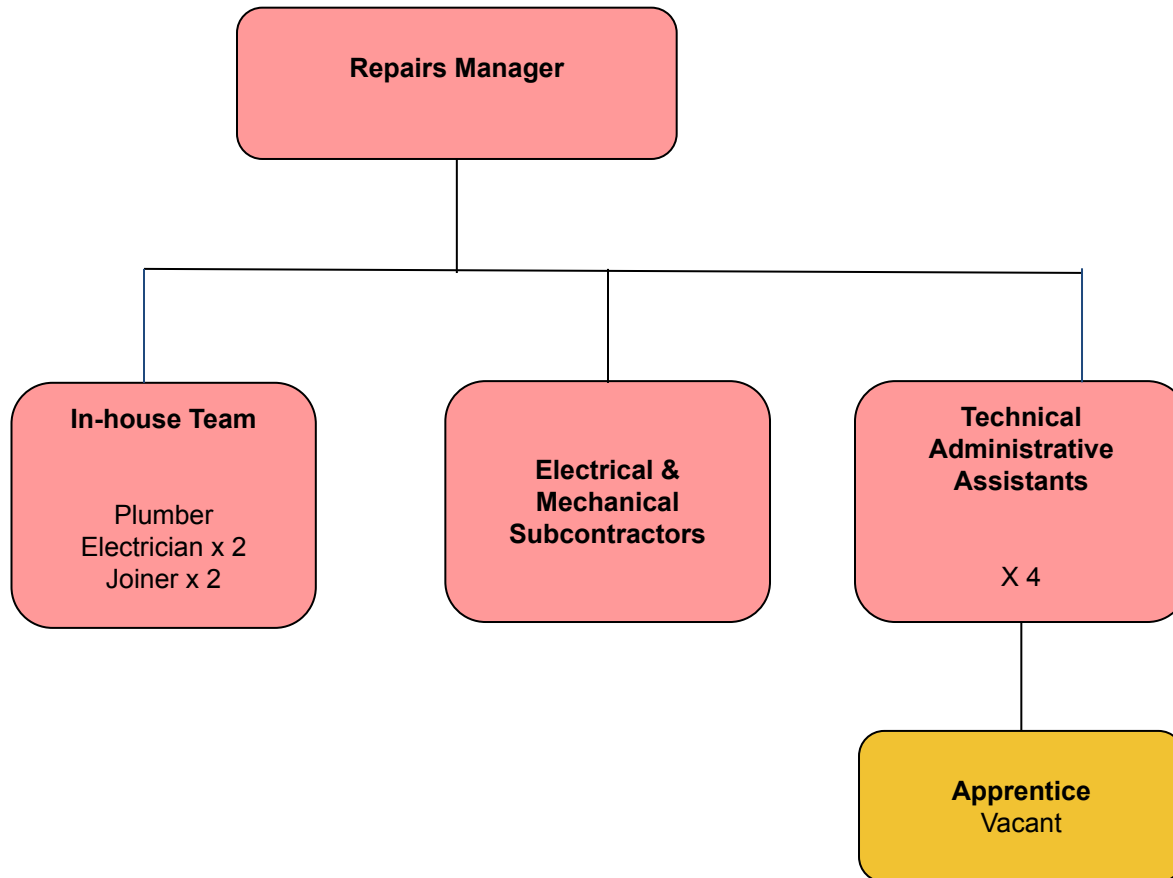 Repairs Manager
In-house Team
Plumber
Electrician x 2
Joiner x 2
Electrical &
Mechanical
Subcontractors
Technical
Administrative
Assistants
X 4
Apprentice
Vacant